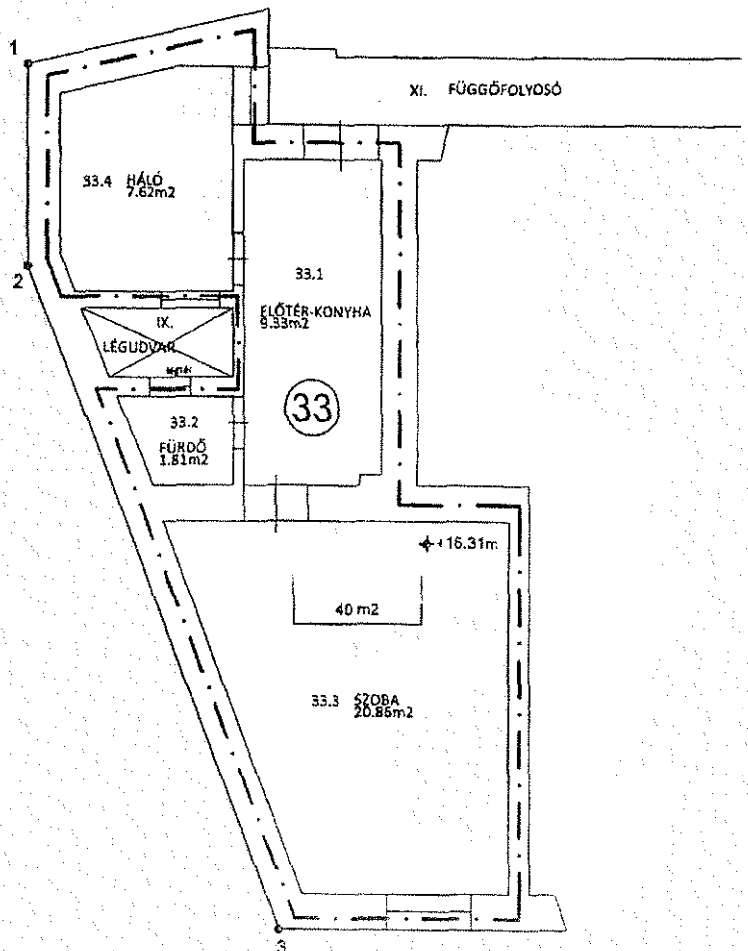 1
XI. FÜGGŐFOLYOSÓ
33.4 HÁLÓ
7.62m2
2
33.1
ELŐTÉR-KONYHA
9.33m2
IX.
LÉGUDVAR
33
33.2
FÜRDŐ
1.81m2
+16.31m
40 m2
33.3 SZOBA
20.86m2
3